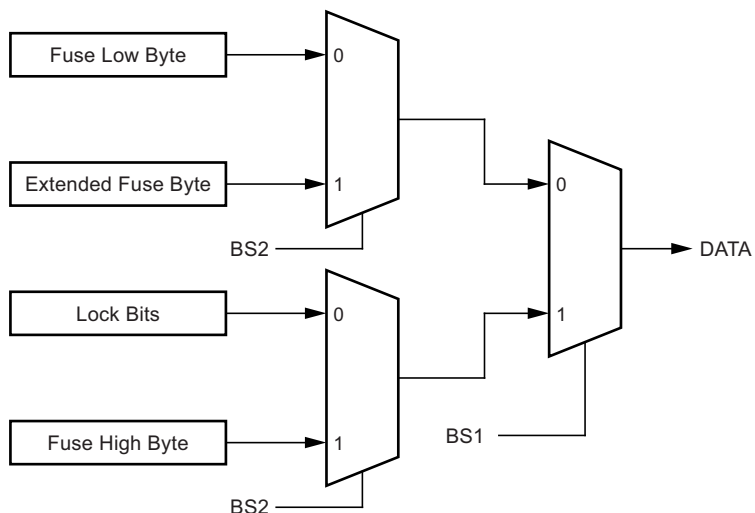 Fuse Low Byte
0
Extended Fuse Byte
1
0
BS2
DATA
Lock Bits
0
1
Fuse High Byte
1
BS1
BS2